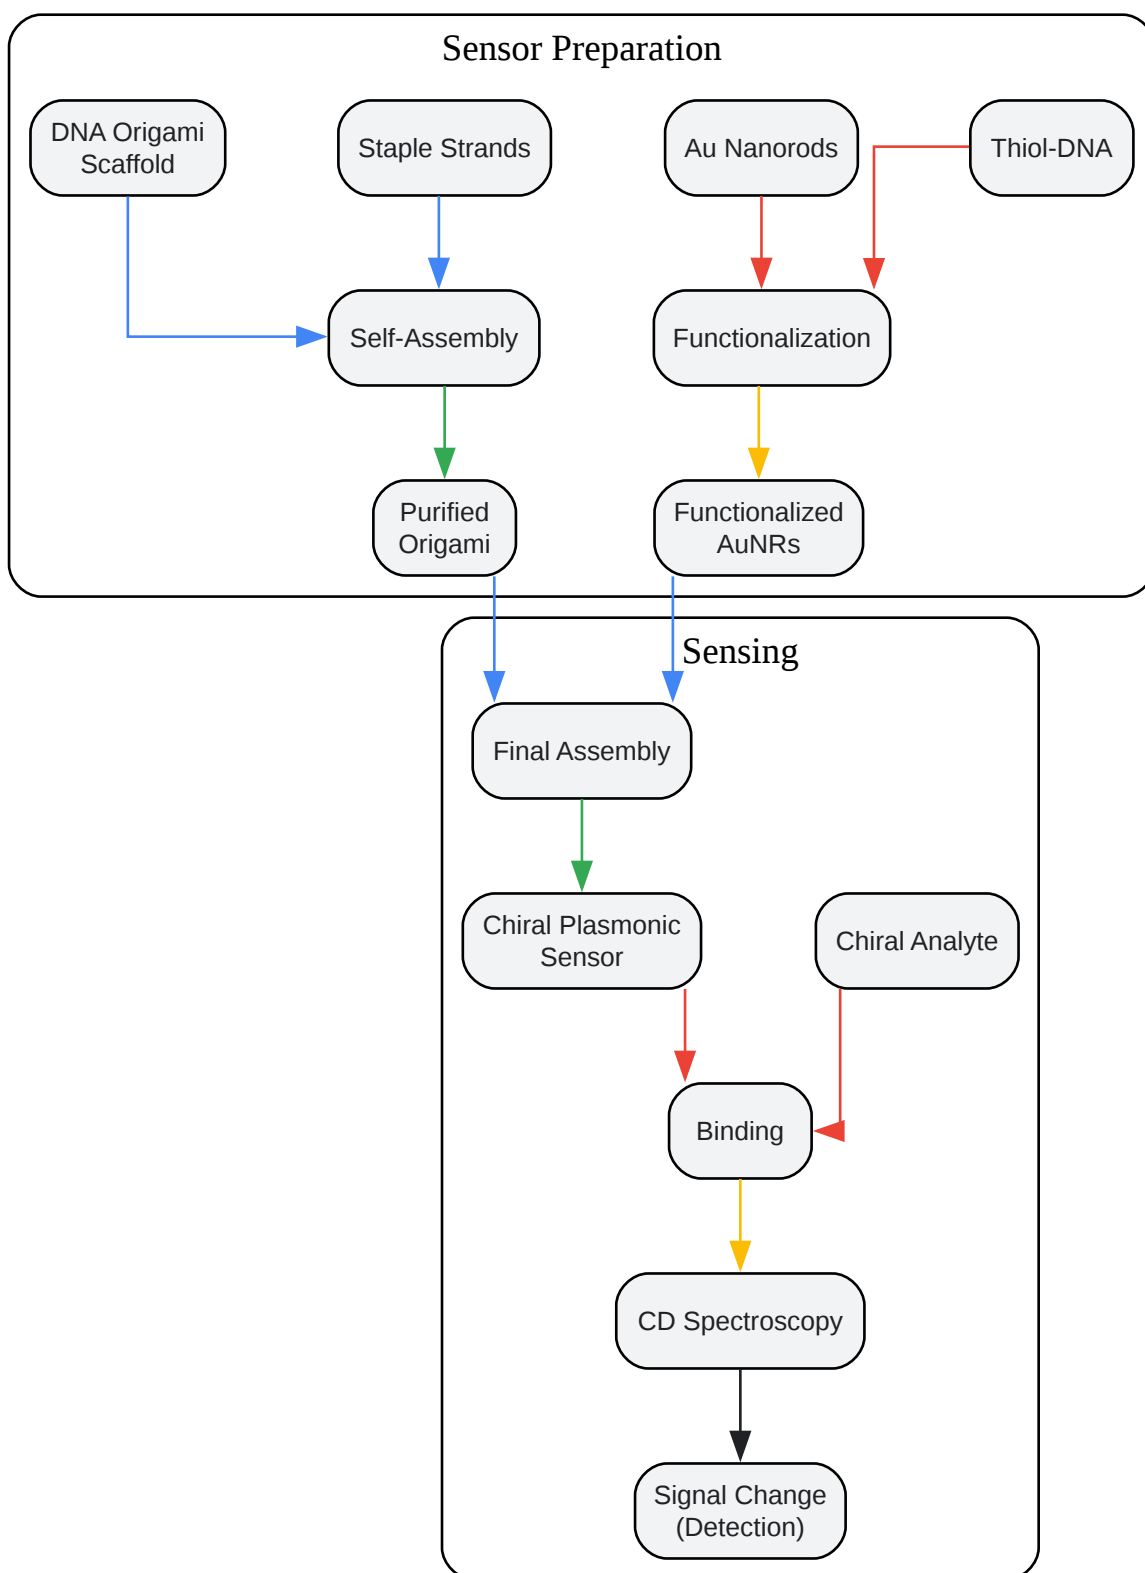 Sensor Preparation
DNA Origami
Scaffold
Staple Strands
Au Nanorods
Thiol-DNA
Self-Assembly
Functionalization
Purified
Origami
Functionalized
AuNRs
Sensing
Final Assembly
Chiral Plasmonic
Sensor
Chiral Analyte
Binding
CD Spectroscopy
Signal Change
(Detection)